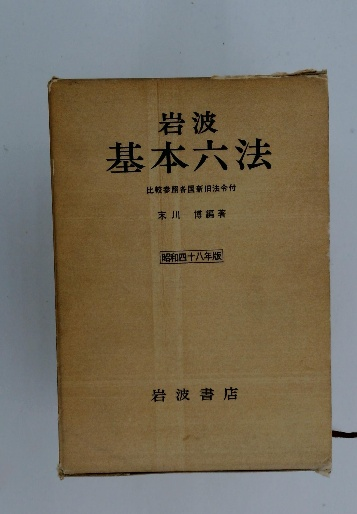 岩波
基本六法
比較参照各国新旧法令付
末川 博編著
昭和四十八年版
岩波書店